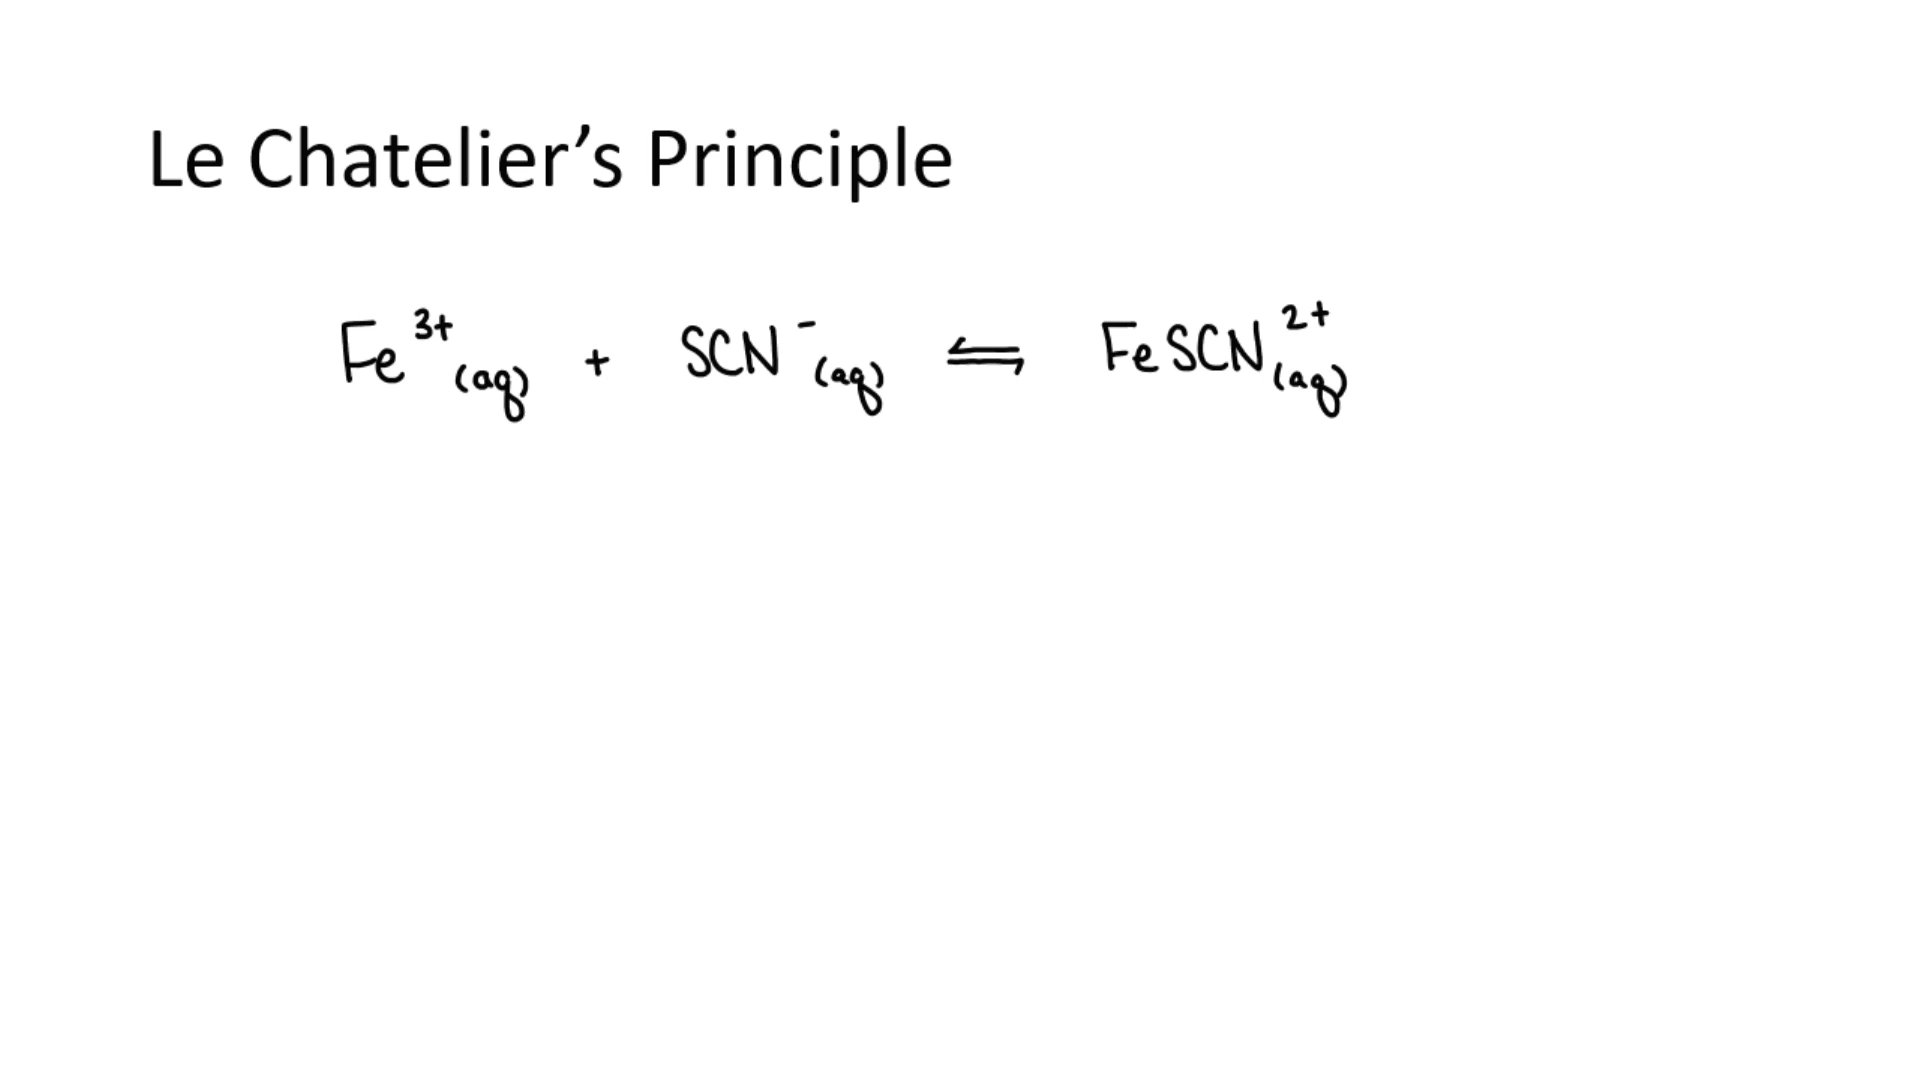 Le Chatelier’s Principle
Fe³⁺(aq) + SCN⁻(aq) ⇌ FeSCN²⁺(aq)